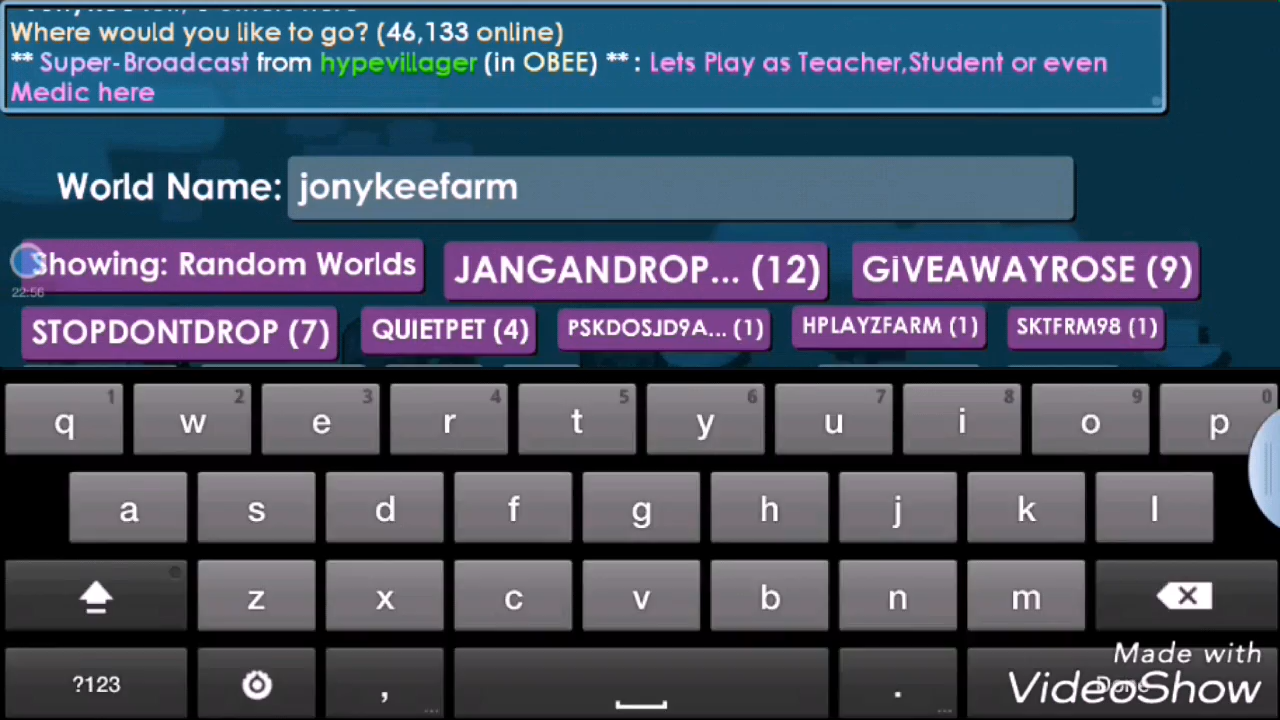 Where would you like to go? (46,133 online)
** Super-Broadcast from hypevillager (in OBEE) ** : Lets Play as Teacher,Student or even
Medic here
World Name: jonykeefarm
Showing: Random Worlds JANGANDROP... (12) GiVEAWAYROSE (9)
22:56
STOPDONTDROP (7) QUIETPET (4) PSKDOSJD9A... (1) HPLAYZFARM (1) SKTFRM98 (1)
1 2 3 4 5 6 7 8 9 0
q w e r t y u i o p
a s d f g h j k l
z x c v b n m
Made with
?123 , . Done
VideoShow